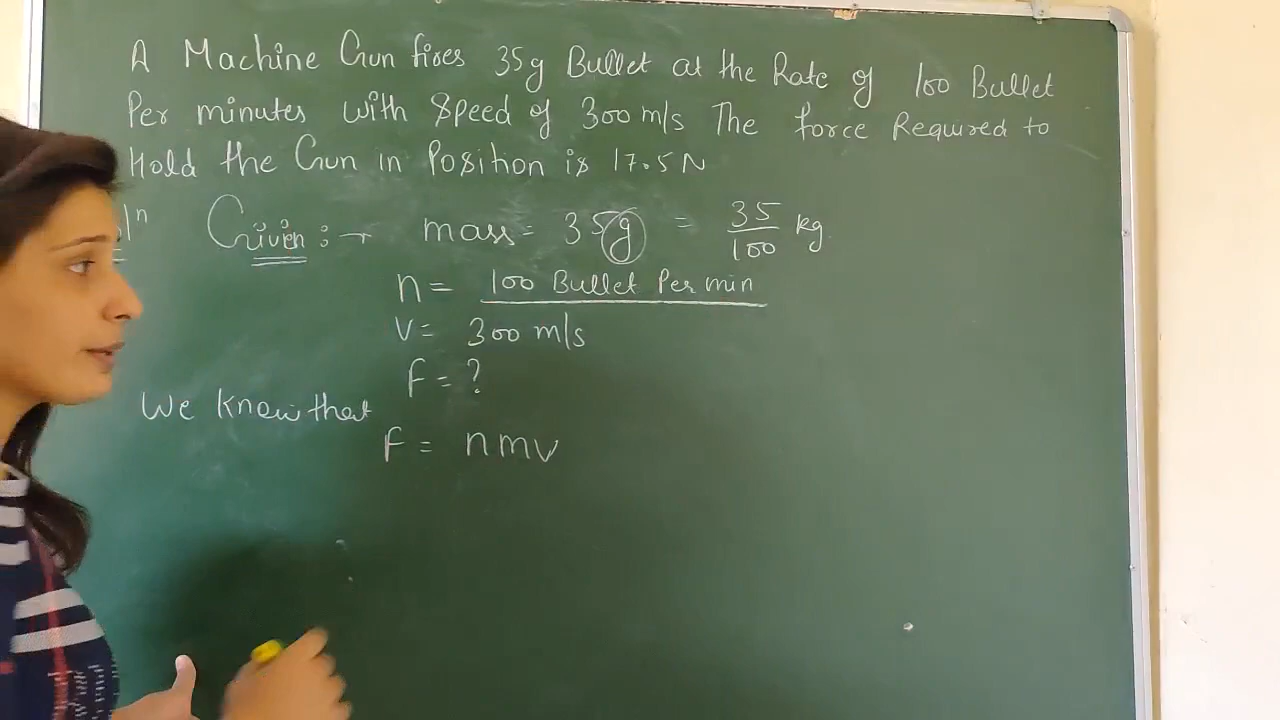 A Machine Gun fires 35g Bullet at the Rate of 100 Bullet
Per minutes with Speed of 300 m/s The force Required to
Hold the Gun in Position is 17.5 N
Given :→ mass = 35g = 35/100 kg
n = 100 Bullet Per min
v = 300 m/s
f = ?
We know that
F = nmv